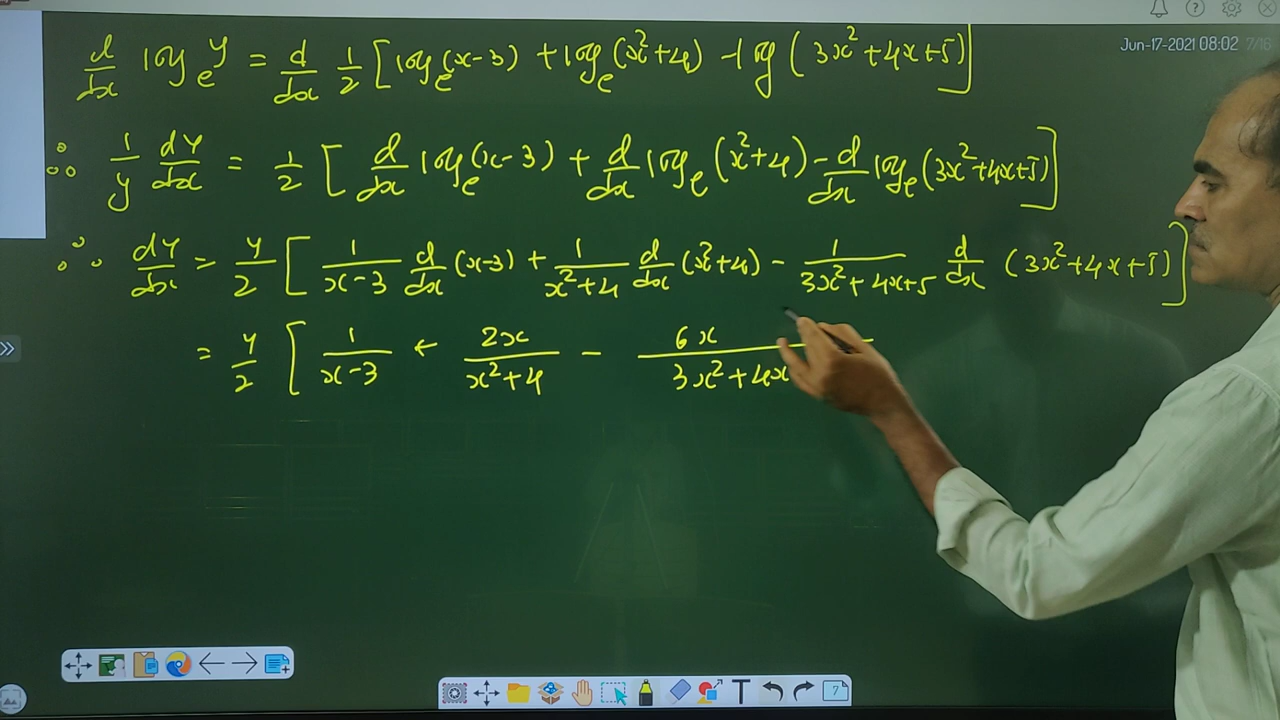 Jun-17-2021 08:02 7/16
d/dx log_e y = d/dx 1/2 [log_e(x-3) + log_e(x²+4) - log(3x²+4x+5)]
∴ 1/y dy/dx = 1/2 [d/dx log_e(x-3) + d/dx log_e(x²+4) - d/dx log_e(3x²+4x+5)]
∴ dy/dx = y/2 [1/(x-3) d/dx (x-3) + 1/(x²+4) d/dx (x²+4) - 1/(3x²+4x+5) d/dx (3x²+4x+5)]
= y/2 [1/(x-3) + 2x/(x²+4) - 6x/(3x²+4x
T
7